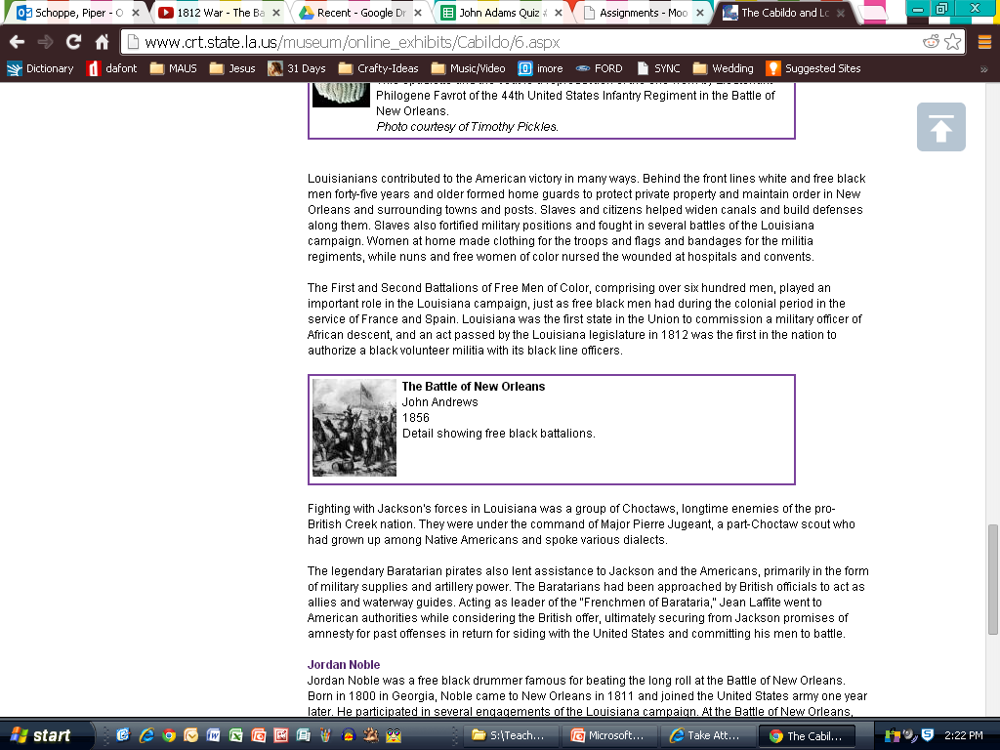 Schoppe, Piper - O
1812 War - The Ba
Recent - Google Dr
John Adams Quiz
Assignments - Moo
The Cabildo and Lo
www.crt.state.la.us/museum/online_exhibits/Cabildo/6.aspx
Dictionary
dafont
MAUS
Jesus
31 Days
Crafty-Ideas
Music/Video
imore
FORD
SYNC
Wedding
Suggested Sites
Philogene Favrot of the 44th United States Infantry Regiment in the Battle of
New Orleans.
Photo courtesy of Timothy Pickles.
Louisianians contributed to the American victory in many ways. Behind the front lines white and free black
men forty-five years and older formed home guards to protect private property and maintain order in New
Orleans and surrounding towns and posts. Slaves and citizens helped widen canals and build defenses
along them. Slaves also fortified military positions and fought in several battles of the Louisiana
campaign. Women at home made clothing for the troops and flags and bandages for the militia
regiments, while nuns and free women of color nursed the wounded at hospitals and convents.
The First and Second Battalions of Free Men of Color, comprising over six hundred men, played an
important role in the Louisiana campaign, just as free black men had during the colonial period in the
service of France and Spain. Louisiana was the first state in the Union to commission a military officer of
African descent, and an act passed by the Louisiana legislature in 1812 was the first in the nation to
authorize a black volunteer militia with its black line officers.
The Battle of New Orleans
John Andrews
1856
Detail showing free black battalions.
Fighting with Jackson's forces in Louisiana was a group of Choctaws, longtime enemies of the pro-
British Creek nation. They were under the command of Major Pierre Jugeant, a part-Choctaw scout who
had grown up among Native Americans and spoke various dialects.
The legendary Baratarian pirates also lent assistance to Jackson and the Americans, primarily in the form
of military supplies and artillery power. The Baratarians had been approached by British officials to act as
allies and waterway guides. Acting as leader of the "Frenchmen of Barataria," Jean Laffite went to
American authorities while considering the British offer, ultimately securing from Jackson promises of
amnesty for past offenses in return for siding with the United States and committing his men to battle.
Jordan Noble
Jordan Noble was a free black drummer famous for beating the long roll at the Battle of New Orleans.
Born in 1800 in Georgia, Noble came to New Orleans in 1811 and joined the United States army one year
later. He participated in several engagements of the Louisiana campaign. At the Battle of New Orleans,
start
S:\Teach...
Microsoft...
Take Att...
The Cabil...
2:22 PM